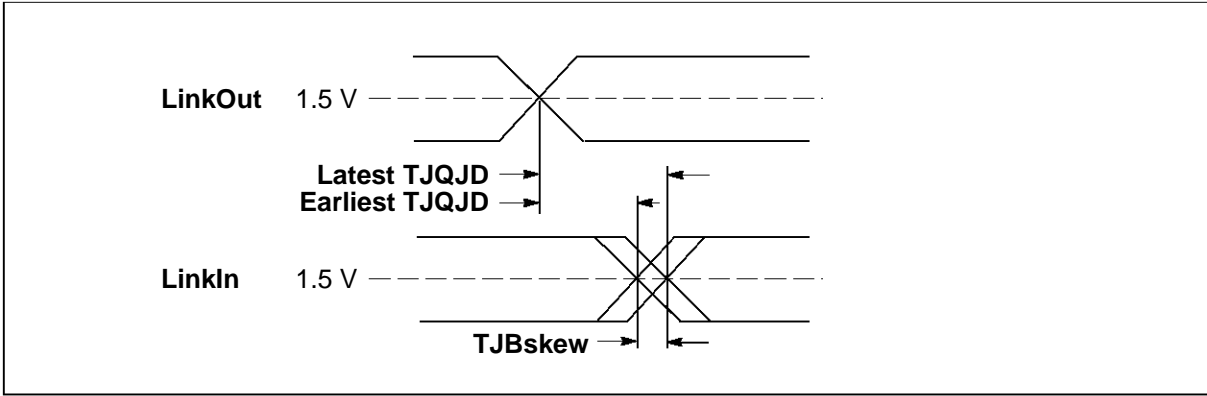 LinkOut 1.5 V
Latest TJQJD
Earliest TJQJD
LinkIn 1.5 V
TJBskew